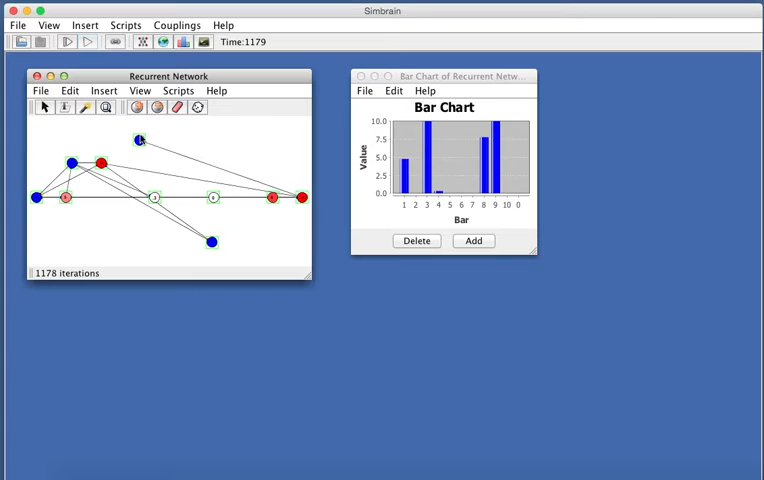 Simbrain
File View Insert Scripts Couplings Help
Time:1179
Recurrent Network
File Edit Insert View Scripts Help
1178 iterations
Bar Chart of Recurrent Netw...
File Edit Help
Bar Chart
10.0
7.5
5.0
2.5
0.0
Value
1 2 3 4 5 6 7 8 9 10 0
Bar
Delete Add